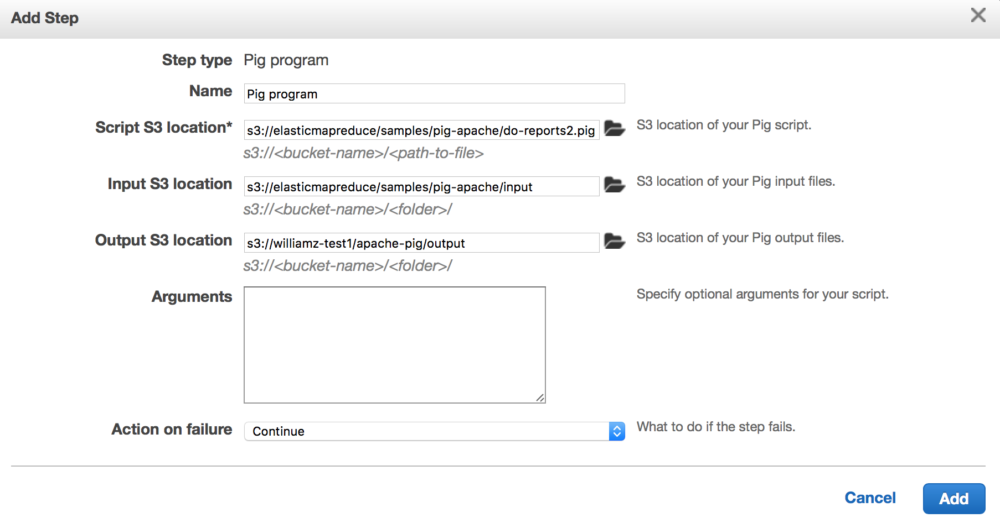 Add Step
Step type Pig program
Name Pig program
Script S3 location* s3://elasticmapreduce/samples/pig-apache/do-reports2.pig S3 location of your Pig script.
s3://<bucket-name>/<path-to-file>
Input S3 location s3://elasticmapreduce/samples/pig-apache/input S3 location of your Pig input files.
s3://<bucket-name>/<folder>/
Output S3 location s3://williamz-test1/apache-pig/output S3 location of your Pig output files.
s3://<bucket-name>/<folder>/
Arguments Specify optional arguments for your script.
Action on failure Continue What to do if the step fails.
Cancel Add